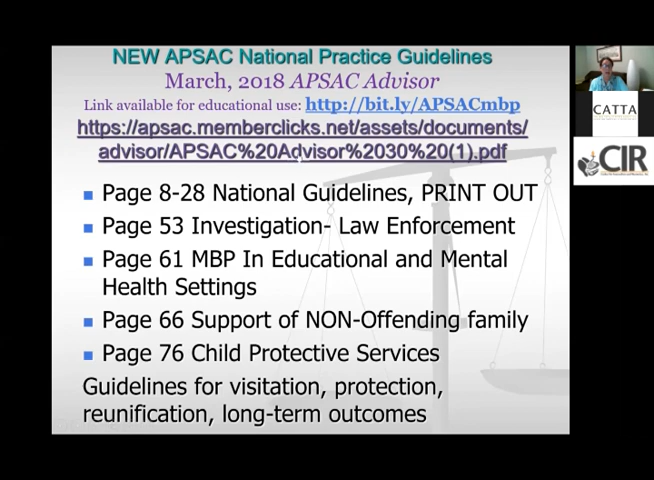 NEW APSAC National Practice Guidelines
March, 2018 APSAC Advisor
Link available for educational use: http://bit.ly/APSACmbp
https://apsac.memberclicks.net/assets/documents/
advisor/APSAC%20Advisor%2030%20(1).pdf
Page 8-28 National Guidelines, PRINT OUT
Page 53 Investigation- Law Enforcement
Page 61 MBP In Educational and Mental
Health Settings
Page 66 Support of NON-Offending family
Page 76 Child Protective Services
Guidelines for visitation, protection,
reunification, long-term outcomes
CATTA
CIR